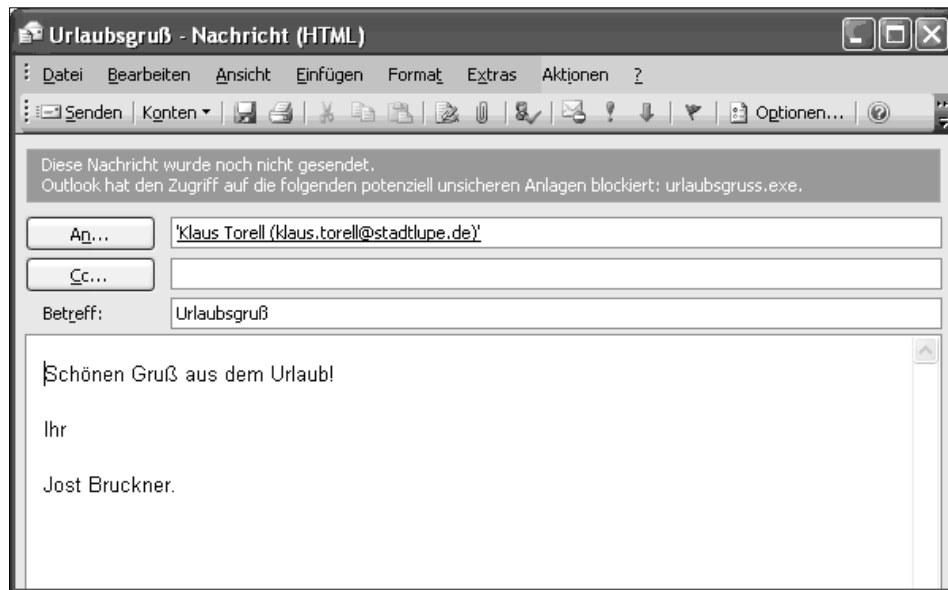 Urlaubsgruß - Nachricht (HTML)
Datei Bearbeiten Ansicht Einfügen Format Extras Aktionen ?
Senden Konten Optionen...
Diese Nachricht wurde noch nicht gesendet.
Outlook hat den Zugriff auf die folgenden potenziell unsicheren Anlagen blockiert: urlaubsgruss.exe.
An... 'Klaus Torell (klaus.torell@stadtlupe.de)'
Cc...
Betreff: Urlaubsgruß
Schönen Gruß aus dem Urlaub!
Ihr
Jost Bruckner.